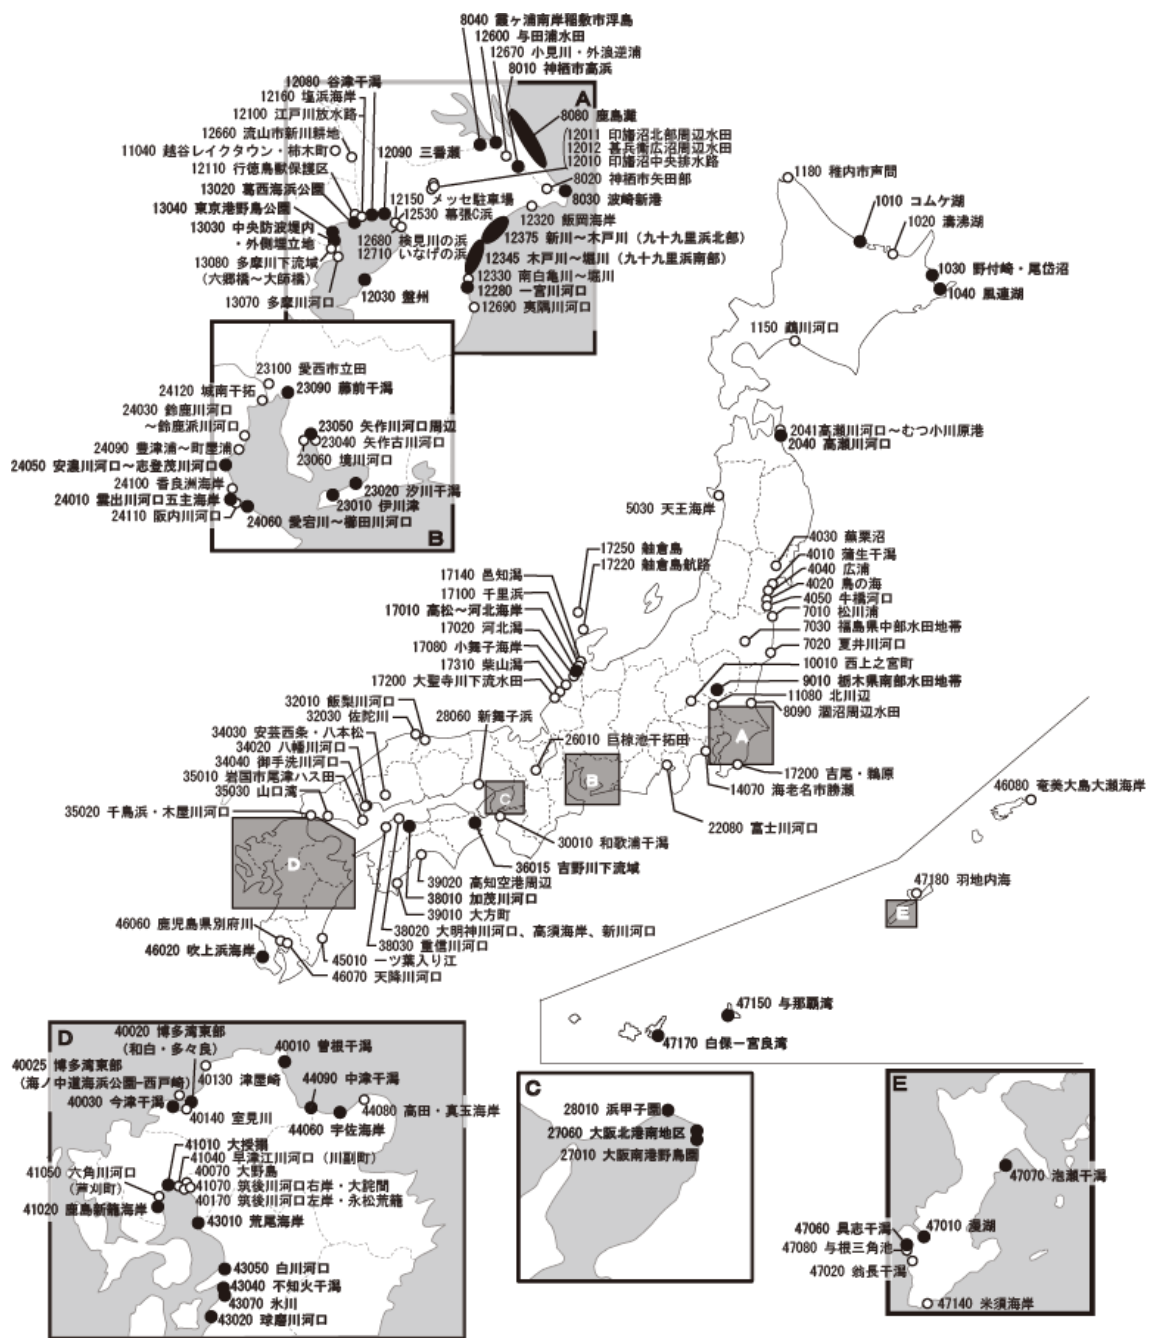 8040 霞ヶ浦南岸稲敷市浮島
12600 与田浦水田
12670 小見川・外浪逆浦
8010 神栖市高浜
12080 谷津干潟
12160 塩浜海岸
12100 江戸川放水路
12660 流山市新川耕地
11040 越谷レイクタウン・柿木町
12110 行徳鳥獣保護区
13020 葛西海浜公園
13040 東京港野鳥公園
13030 中央防波堤内
・外側埋立地
13080 多摩川下流域
(六郷橋～大師橋)
13070 多摩川河口
12090 三番瀬
12150 メッセ駐車場
12530 幕張C浜
12680 検見川の浜
12710 いなげの浜
12030 盤州
A
8080 鹿島灘
12011 印旛沼北部周辺水田
12012 甚兵衛広沼周辺水田
12010 印旛沼中央排水路
8020 神栖市矢田部
8030 波崎新港
12320 飯岡海岸
12375 新川～木戸川（九十九里浜北部）
12345 木戸川～堀川（九十九里浜南部）
12330 南白亀川～堀川
12280 一宮川河口
12690 夷隅川河口
1180 稚内市声問
1010 コムケ湖
1020 濤沸湖
1030 野付崎・尾岱沼
1040 風連湖
1150 鵡川河口
23100 愛西市立田
24120 城南干拓
23090 藤前干潟
24030 鈴鹿川河口
～鈴鹿派川河口
23050 矢作川河口周辺
23040 矢作古川河口
24090 豊津浦～町屋浦
23060 境川河口
24050 安濃川河口～志登茂川河口
24100 香良洲海岸
24010 雲出川河口五主海岸
24110 阪内川河口
23020 汐川干潟
23010 伊川津
24060 愛宕川～櫛田川河口
B
2041 高瀬川河口～むつ小川原港
2040 高瀬川河口
5030 天王海岸
4030 蕪栗沼
4010 蒲生干潟
4040 広浦
4020 鳥の海
4050 牛橋河口
7010 松川浦
7030 福島県中部水田地帯
7020 夏井川河口
10010 西上之宮町
9010 栃木県南部水田地帯
11080 北川辺
8090 涸沼周辺水田
17250 舳倉島
17220 舳倉島航路
17140 邑知潟
17100 千里浜
17010 高松～河北海岸
17020 河北潟
17080 小舞子海岸
17310 柴山潟
17200 大聖寺川下流水田
32010 飯梨川河口
32030 佐陀川
28060 新舞子浜
34030 安芸西条・八本松
34020 八幡川河口
34040 御手洗川河口
35010 岩国市尾津ハス田
35030 山口湾
35020 千鳥浜・木屋川河口
26010 巨椋池干拓田
A
B
C
D
17200 吉尾・鵜原
14070 海老名市勝瀬
22080 富士川河口
30010 和歌浦干潟
36015 吉野川下流域
39020 高知空港周辺
38010 加茂川河口
39010 大方町
38020 大明神川河口、高須海岸、新川河口
38030 重信川河口
46060 鹿児島県別府川
46020 吹上浜海岸
45010 一ツ葉入り江
46070 天降川河口
46080 奄美大島大瀬海岸
47180 羽地内海
E
47150 与那覇湾
47170 白保－宮良湾
D
40020 博多湾東部
(和白・多々良)
40010 曽根干潟
40025 博多湾東部
(海ノ中道海浜公園-西戸崎)
40130 津屋崎
44090 中津干潟
40030 今津干潟
40140 室見川
44080 高田・真玉海岸
44060 宇佐海岸
41010 大授搦
41040 早津江川河口（川副町）
41050 六角川河口
(芦刈町)
40070 大野島
41070 筑後川河口右岸・大詫間
40170 筑後川河口左岸・永松荒籠
41020 鹿島新籠海岸
43010 荒尾海岸
43050 白川河口
43040 不知火干潟
43070 氷川
43020 球磨川河口
C
28010 浜甲子園
27060 大阪北港南地区
27010 大阪南港野鳥園
E
47070 泡瀬干潟
47060 具志干潟
47010 漫湖
47080 与根三角池
47020 翁長干潟
47140 米須海岸